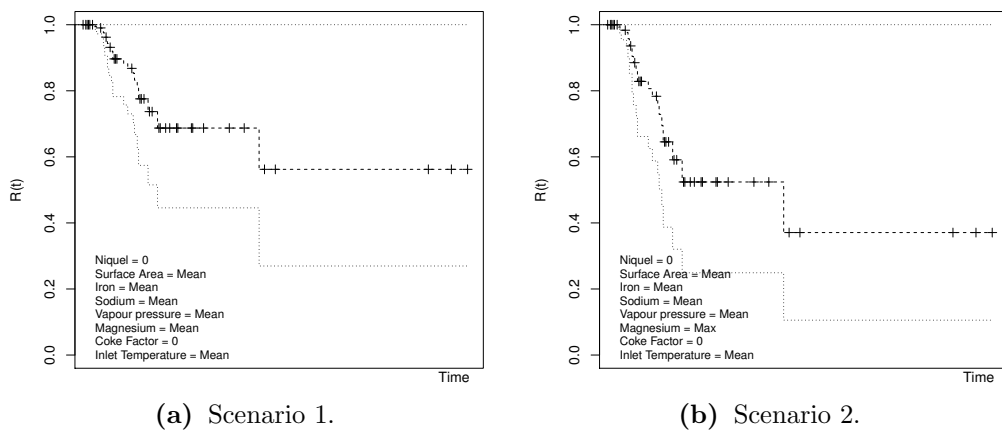 1.0
0.8
0.6
0.4
0.2
0.0
R(t)
Niquel = 0
Surface Area = Mean
Iron = Mean
Sodium = Mean
Vapour pressure = Mean
Magnesium = Mean
Coke Factor = 0
Inlet Temperature = Mean
Time
(a) Scenario 1.
1.0
0.8
0.6
0.4
0.2
0.0
R(t)
Niquel = 0
Surface Area = Mean
Iron = Mean
Sodium = Mean
Vapour pressure = Mean
Magnesium = Max
Coke Factor = 0
Inlet Temperature = Mean
Time
(b) Scenario 2.